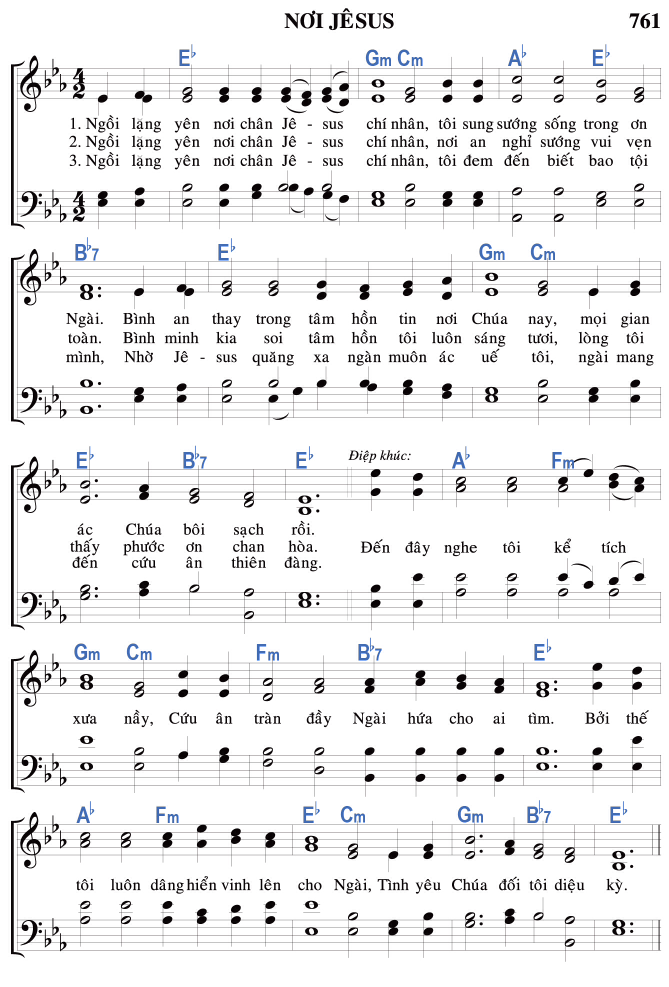 NƠI JÊSUS 761
E♭ Gm Cm A♭ E♭
4 2
1. Ngồi lạng yên nơi chân Jê - sus chí nhân, tôi sung sướng sống trong ơn
2. Ngồi lạng yên nơi chân Jê - sus chí nhân, nơi an nghỉ sướng vui vẹn
3. Ngồi lạng yên nơi chân Jê - sus chí nhân, tôi đem đến biết bao tội
4 2
B♭7 E♭ Gm Cm
Ngài. Bình an thay trong tâm hồn tin nơi Chúa nay, mọi gian
toàn. Bình minh kia soi tâm hồn tôi luôn sáng tươi, lòng tôi
mình, Nhờ Jê - sus quăng xa ngàn muôn ác uế tôi, ngài mang
E♭ B♭7 E♭ Điệp khúc: A♭ Fm
ác Chúa bôi sạch rồi.
thấy phước ơn chan hòa. Đến đây nghe tôi kể tích
đến cứu ân thiên đàng.
Gm Cm Fm B♭7 E♭
xưa nầy, Cứu ân tràn đầy Ngài hứa cho ai tìm. Bởi thế
A♭ Fm E♭ Cm Gm B♭7 E♭
tôi luôn dâng hiển vinh lên cho Ngài, Tình yêu Chúa đối tôi diệu kỳ.